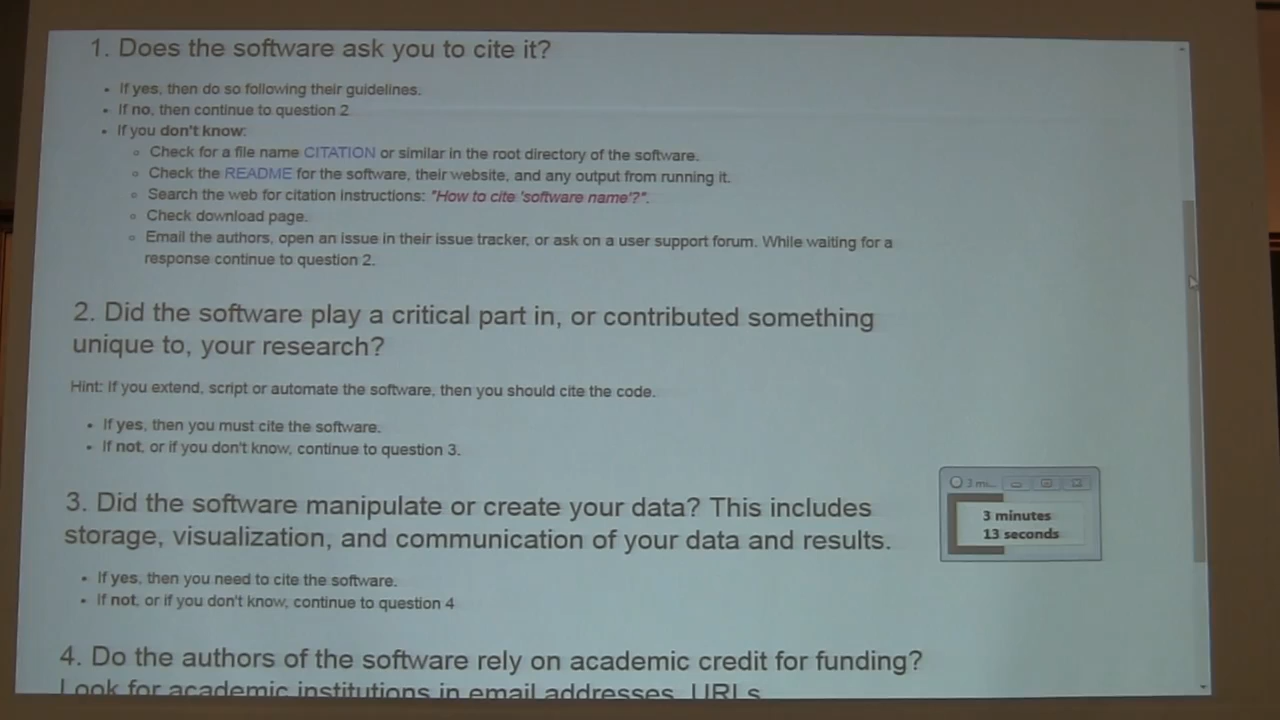 1. Does the software ask you to cite it?
• If yes, then do so following their guidelines.
• If no, then continue to question 2
• If you don't know:
◦ Check for a file name CITATION or similar in the root directory of the software.
◦ Check the README for the software, their website, and any output from running it.
◦ Search the web for citation instructions: "How to cite 'software name'?".
◦ Check download page.
◦ Email the authors, open an issue in their issue tracker, or ask on a user support forum. While waiting for a
response continue to question 2.
2. Did the software play a critical part in, or contributed something
unique to, your research?
Hint: If you extend, script or automate the software, then you should cite the code.
• If yes, then you must cite the software.
• If not, or if you don't know, continue to question 3.
3. Did the software manipulate or create your data? This includes
storage, visualization, and communication of your data and results.
• If yes, then you need to cite the software.
• If not, or if you don't know, continue to question 4
3 mi...
3 minutes
13 seconds
4. Do the authors of the software rely on academic credit for funding?
Look for academic institutions in email addresses, URLs